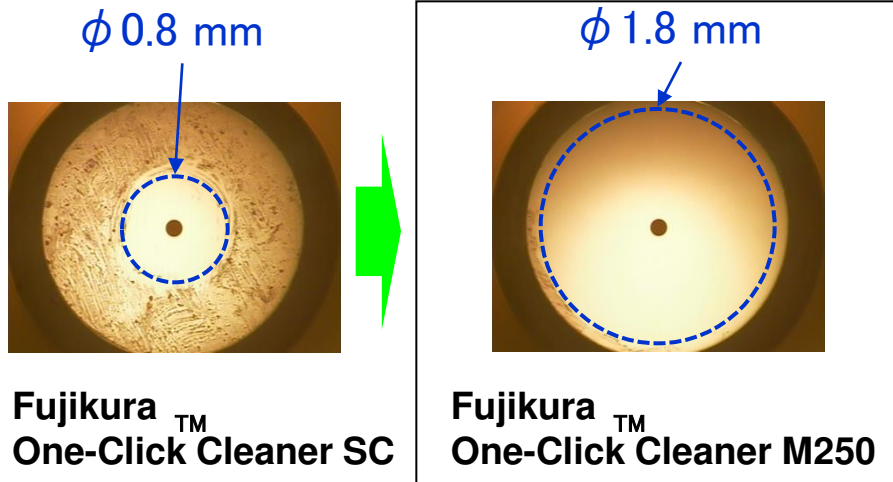 ϕ 0.8 mm
ϕ 1.8 mm
Fujikura TM
One-Click Cleaner SC
Fujikura TM
One-Click Cleaner M250